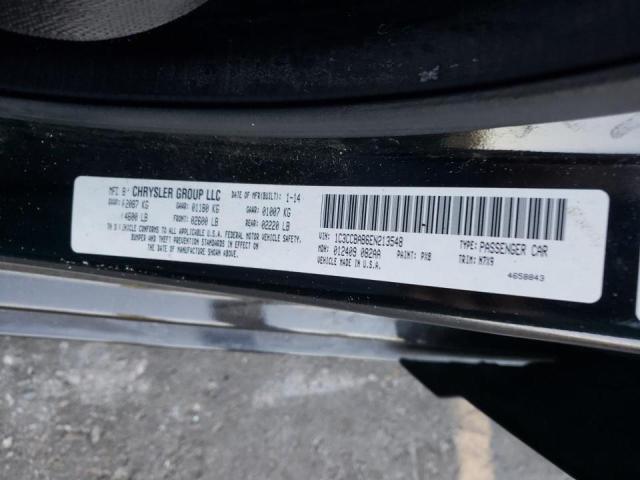 MFD BY CHRYSLER GROUP LLC DATE OF MFR(BUILT): 1-14
GVWR: 2087 KG GAWR: 01180 KG GAWR: 01007 KG
4600 LB FRONT: 02600 LB REAR: 02220 LB
THIS VEHICLE CONFORMS TO ALL APPLICABLE U.S.A. FEDERAL MOTOR VEHICLE SAFETY,
BUMPER AND THEFT PREVENTION STANDARDS IN EFFECT
ON THE DATE OF MANUFACTURE SHOWN ABOVE.
VIN: 1C3CCBAB6EN213548 TYPE: PASSENGER CAR
MDH: 012409 082AA PAINT: PX8 TRIM: M7X9
VEHICLE MADE IN U.S.A.
4658843